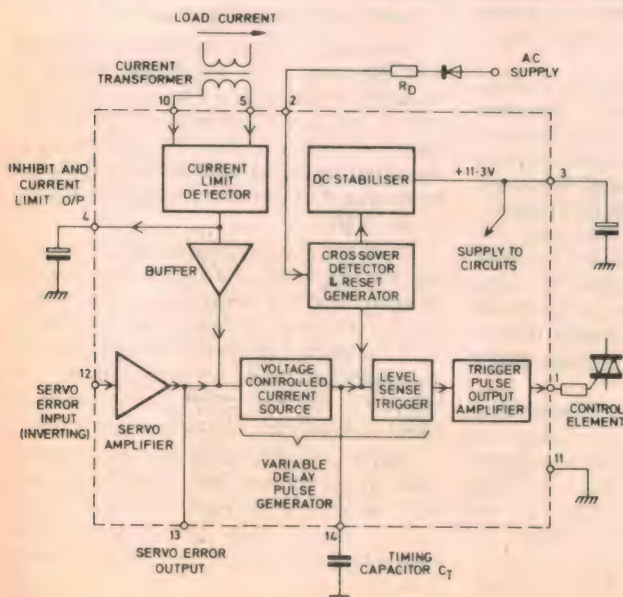 LOAD CURRENT
CURRENT
TRANSFORMER
10
5
2
R_D
AC
SUPPLY
INHIBIT AND
CURRENT
LIMIT O/P
4
CURRENT
LIMIT
DETECTOR
DC STABILISER
+11·3V
3
SUPPLY TO
CIRCUITS
BUFFER
CROSSOVER
DETECTOR
& RESET
GENERATOR
12
SERVO
ERROR
INPUT
(INVERTING)
SERVO
AMPLIFIER
VOLTAGE
CONTROLLED
CURRENT
SOURCE
LEVEL
SENSE
TRIGGER
TRIGGER
PULSE
OUTPUT
AMPLIFIER
1
CONTROL
ELEMENT
VARIABLE
DELAY
PULSE
GENERATOR
11
13
SERVO ERROR
OUTPUT
14
TIMING
CAPACITOR C_T